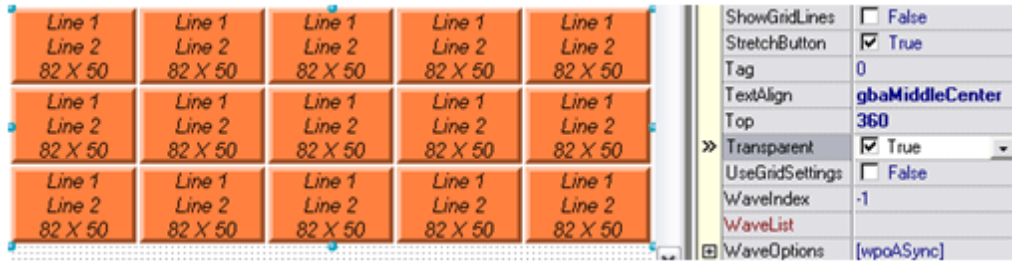 Line 1 Line 1 Line 1 Line 1 Line 1
Line 2 Line 2 Line 2 Line 2 Line 2
82 X 50 82 X 50 82 X 50 82 X 50 82 X 50
Line 1 Line 1 Line 1 Line 1 Line 1
Line 2 Line 2 Line 2 Line 2 Line 2
82 X 50 82 X 50 82 X 50 82 X 50 82 X 50
Line 1 Line 1 Line 1 Line 1 Line 1
Line 2 Line 2 Line 2 Line 2 Line 2
82 X 50 82 X 50 82 X 50 82 X 50 82 X 50
ShowGridLines False
StretchButton True
Tag 0
TextAlign gbaMiddleCenter
Top 360
Transparent True
UseGridSettings False
WaveIndex -1
WaveList
WaveOptions [wpoASync]